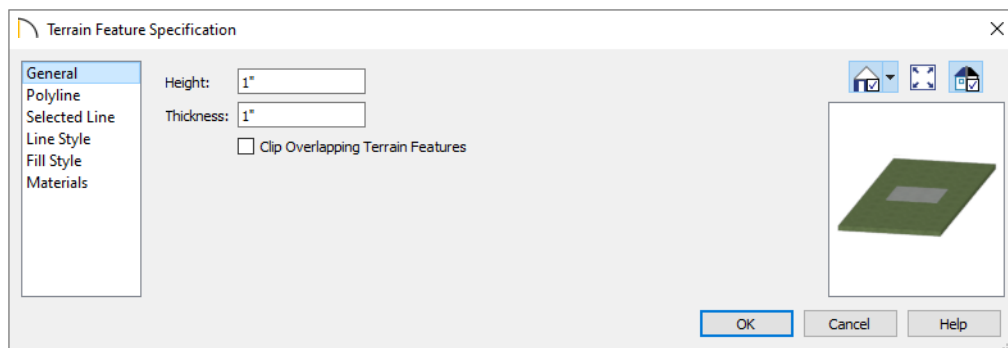 Terrain Feature Specification
General
Polyline
Selected Line
Line Style
Fill Style
Materials
Height: 1"
Thickness: 1"
Clip Overlapping Terrain Features
OK Cancel Help